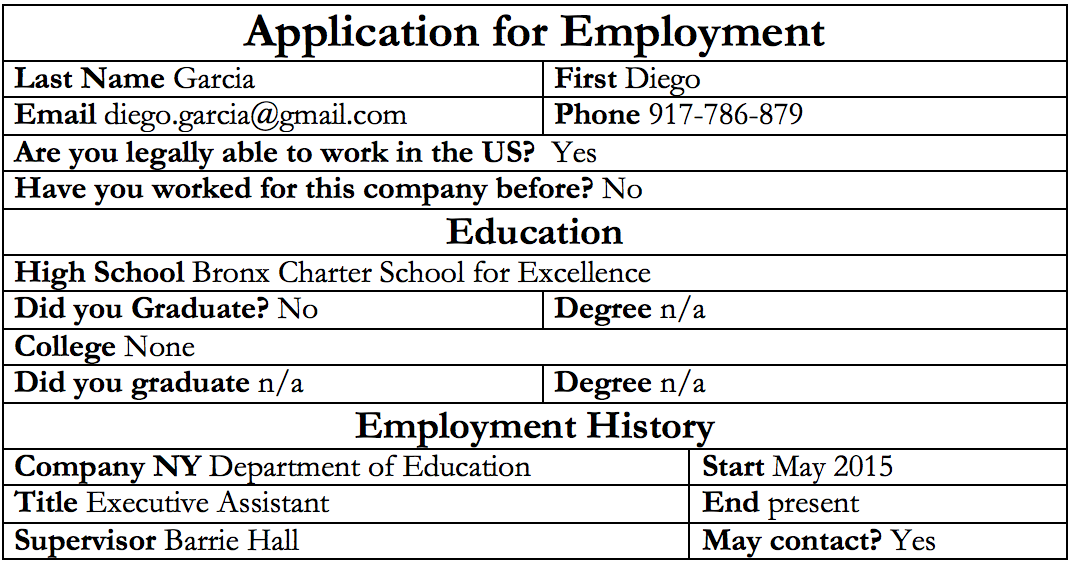 Application for Employment
Last Name Garcia First Diego
Email diego.garcia@gmail.com Phone 917-786-879
Are you legally able to work in the US? Yes
Have you worked for this company before? No
Education
High School Bronx Charter School for Excellence
Did you Graduate? No Degree n/a
College None
Did you graduate n/a Degree n/a
Employment History
Company NY Department of Education Start May 2015
Title Executive Assistant End present
Supervisor Barrie Hall May contact? Yes